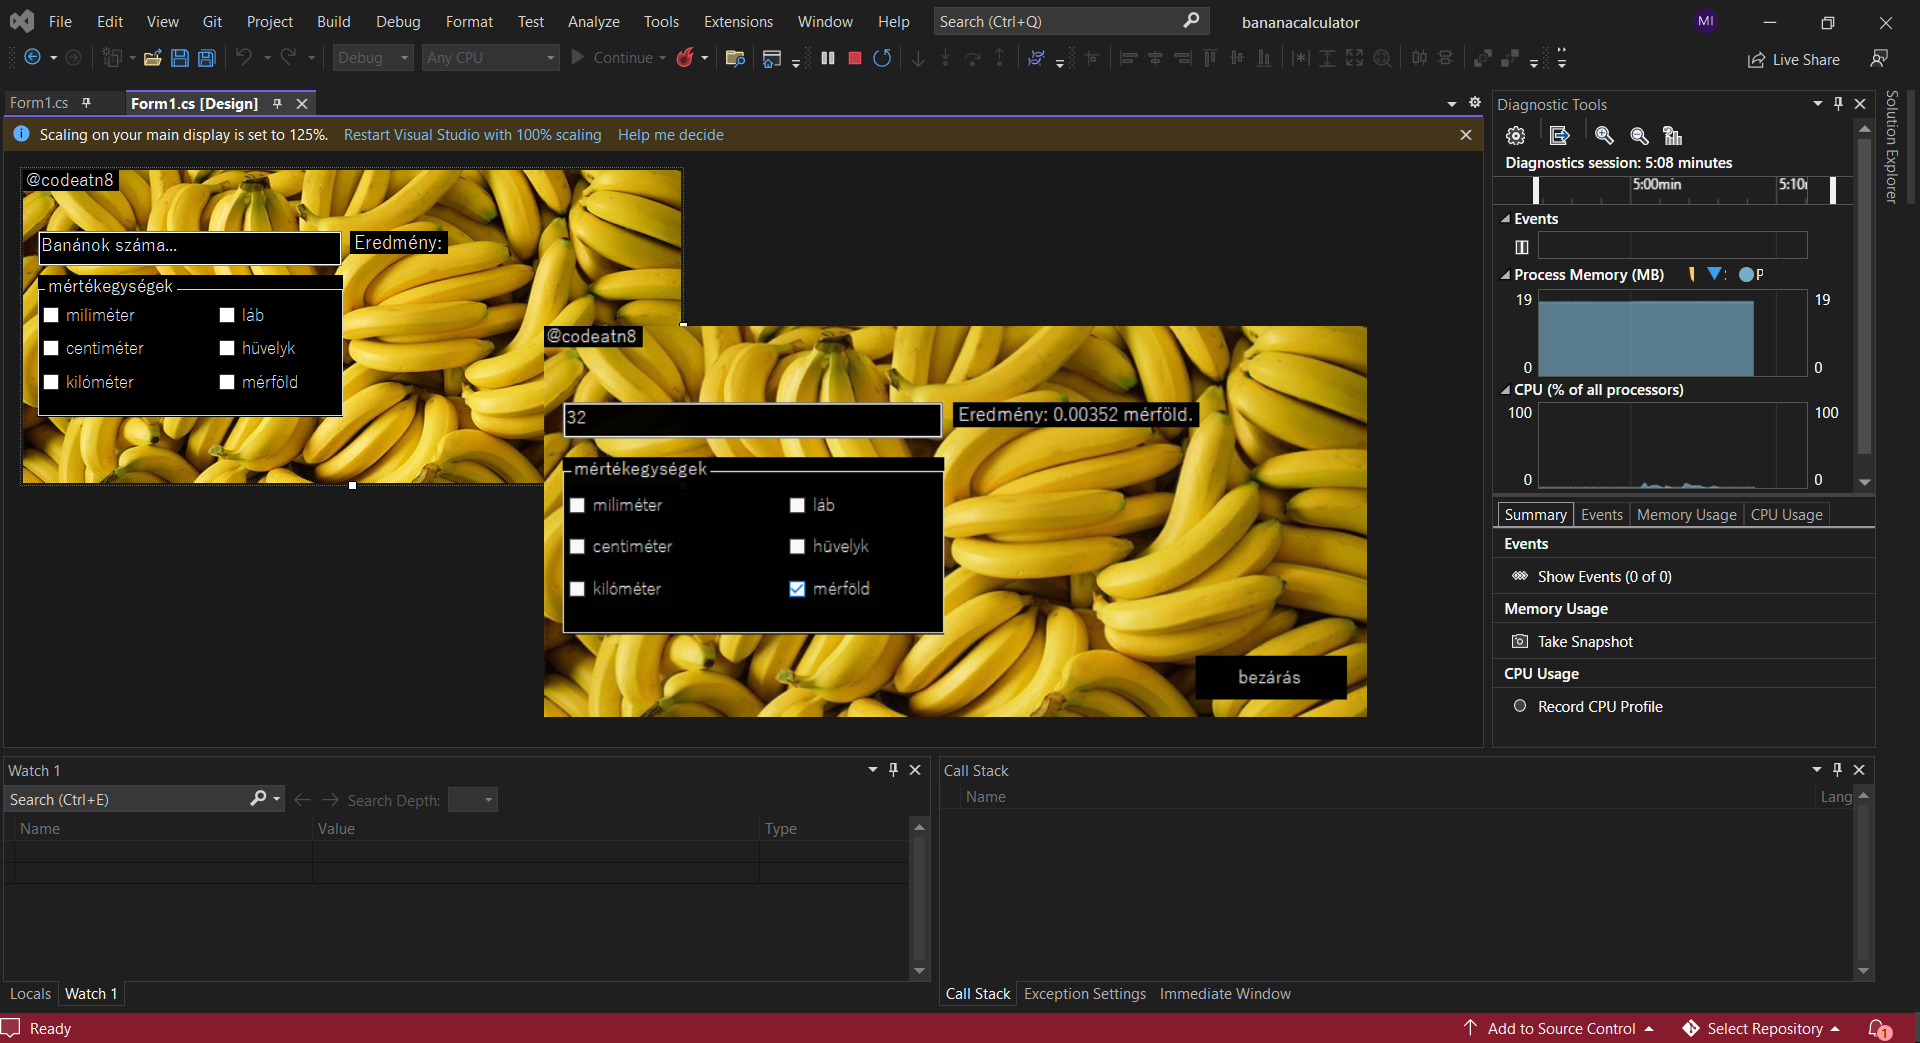 File Edit View Git Project Build Debug Format Test Analyze Tools Extensions Window Help Search (Ctrl+Q) bananacalculator MI
Debug Any CPU Continue Live Share
Form1.cs Form1.cs [Design]
Scaling on your main display is set to 125%. Restart Visual Studio with 100% scaling Help me decide
@codeatn8
Banánok száma...
Eredmény:
mértékegységek
miliméter láb
centiméter hüvelyk
kilóméter mérföld
@codeatn8
32
Eredmény: 0.00352 mérföld.
mértékegységek
miliméter láb
centiméter hüvelyk
kilóméter mérföld
bezárás
Diagnostic Tools
Diagnostics session: 5:08 minutes
5:00min 5:10
Events
Process Memory (MB) P
19 19
0 0
CPU (% of all processors)
100 100
0 0
Summary Events Memory Usage CPU Usage
Events
Show Events (0 of 0)
Memory Usage
Take Snapshot
CPU Usage
Record CPU Profile
Solution Explorer
Watch 1
Search (Ctrl+E) Search Depth:
Name Value Type
Locals Watch 1
Call Stack
Name Lang
Call Stack Exception Settings Immediate Window
Ready Add to Source Control Select Repository 1